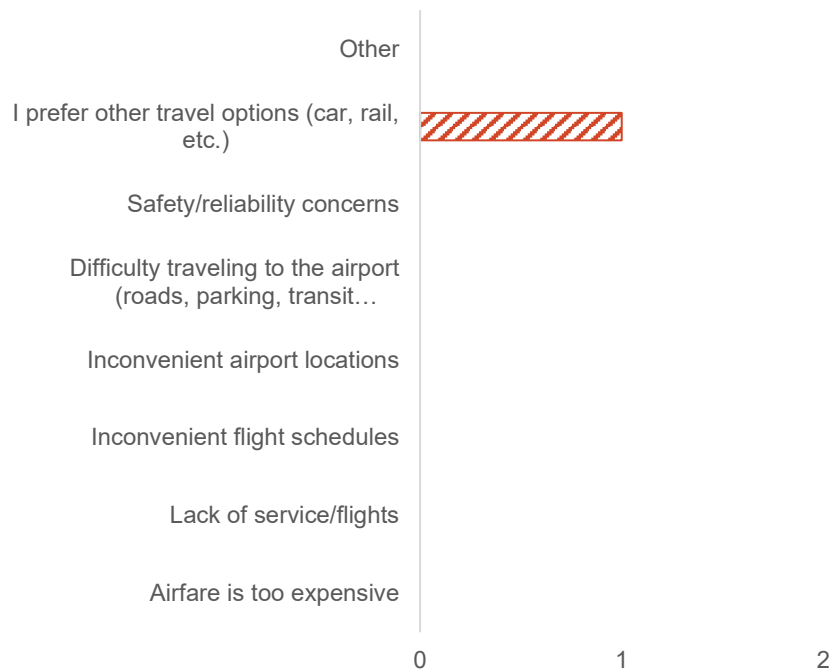 Other
I prefer other travel options (car, rail,
etc.)
Safety/reliability concerns
Difficulty traveling to the airport
(roads, parking, transit…
Inconvenient airport locations
Inconvenient flight schedules
Lack of service/flights
Airfare is too expensive
0 1 2